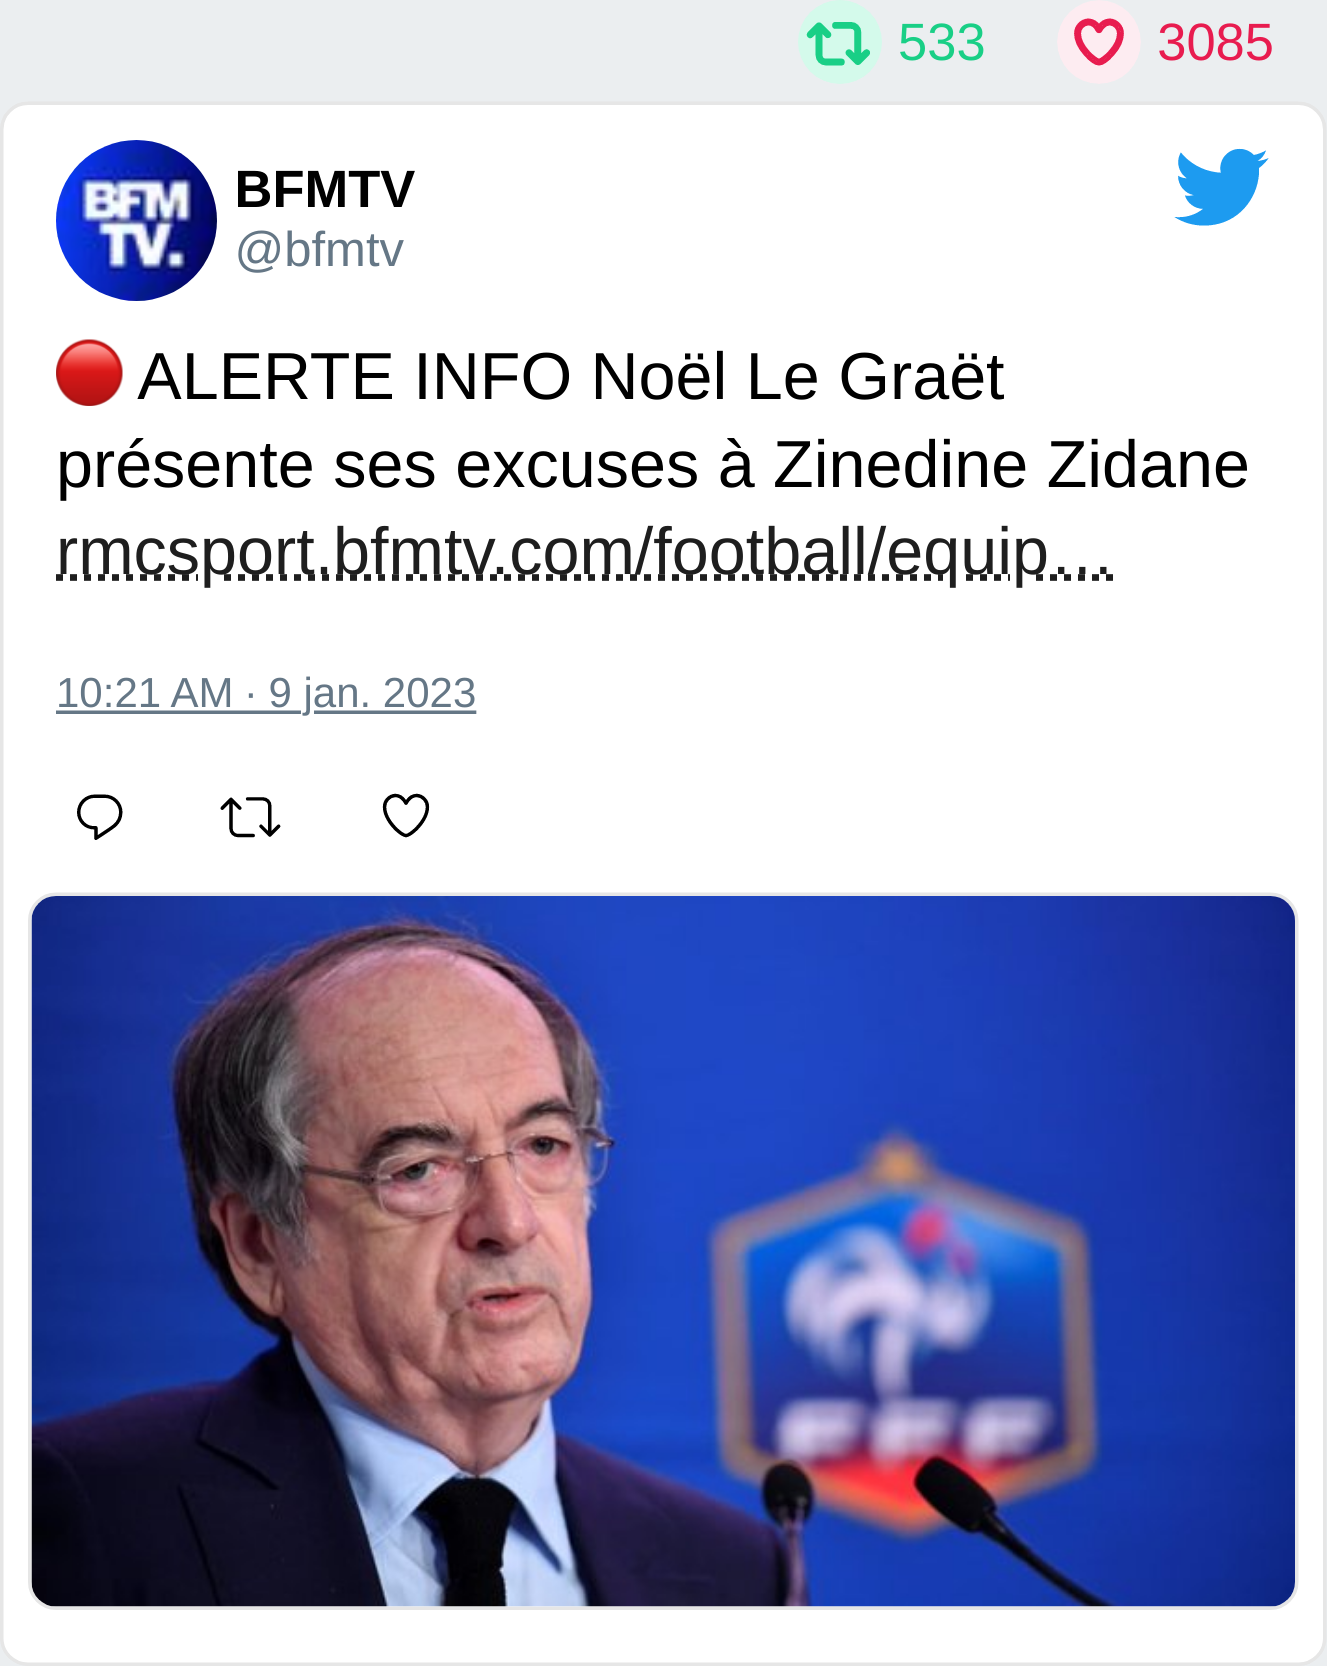 533 3085
BFM
TV.
BFMTV
@bfmtv
🔴 ALERTE INFO Noël Le Graët
présente ses excuses à Zinedine Zidane
rmcsport.bfmtv.com/football/equip…
10:21 AM · 9 jan. 2023
FFF